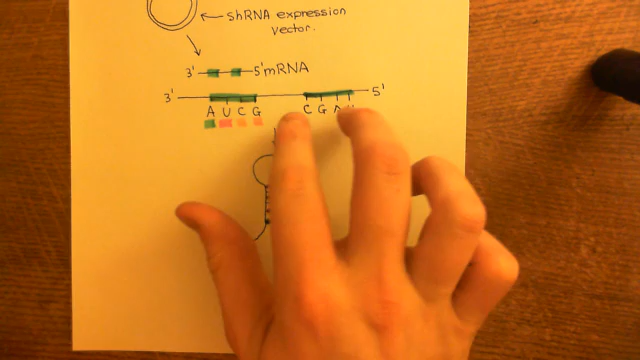 shRNA expression
vector.
3' 5' mRNA
3' 5'
A U C G C G A